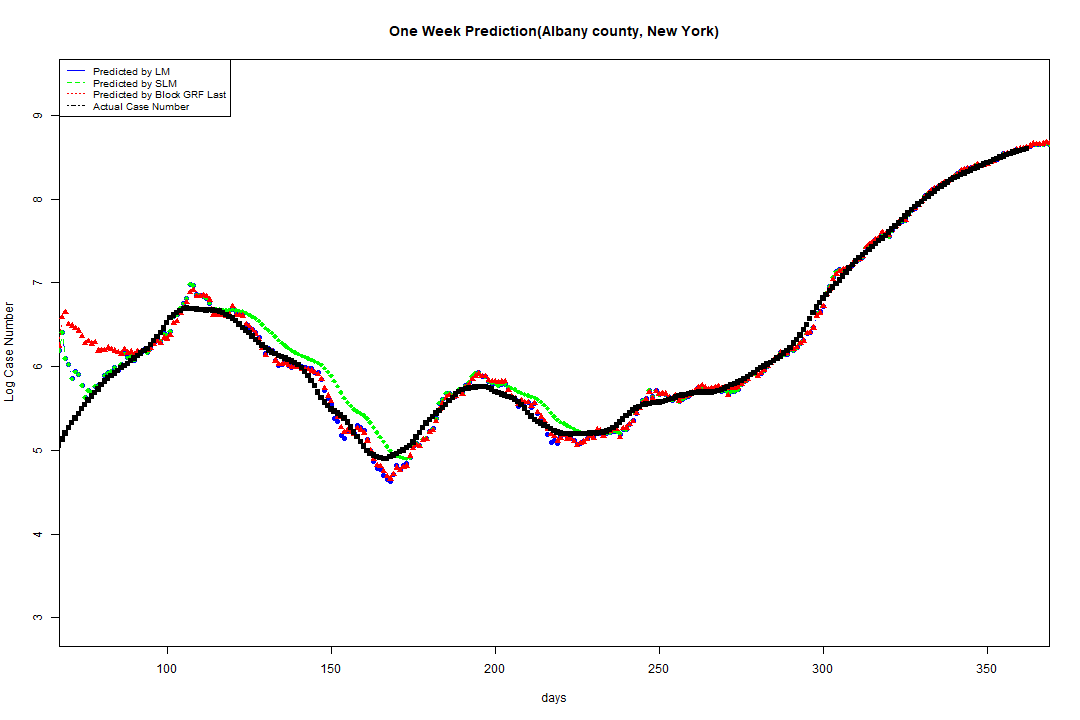 One Week Prediction(Albany county, New York)
Predicted by LM
Predicted by SLM
Predicted by Block GRF Last
Actual Case Number
9
8
7
6
5
4
3
Log Case Number
100 150 200 250 300 350
days